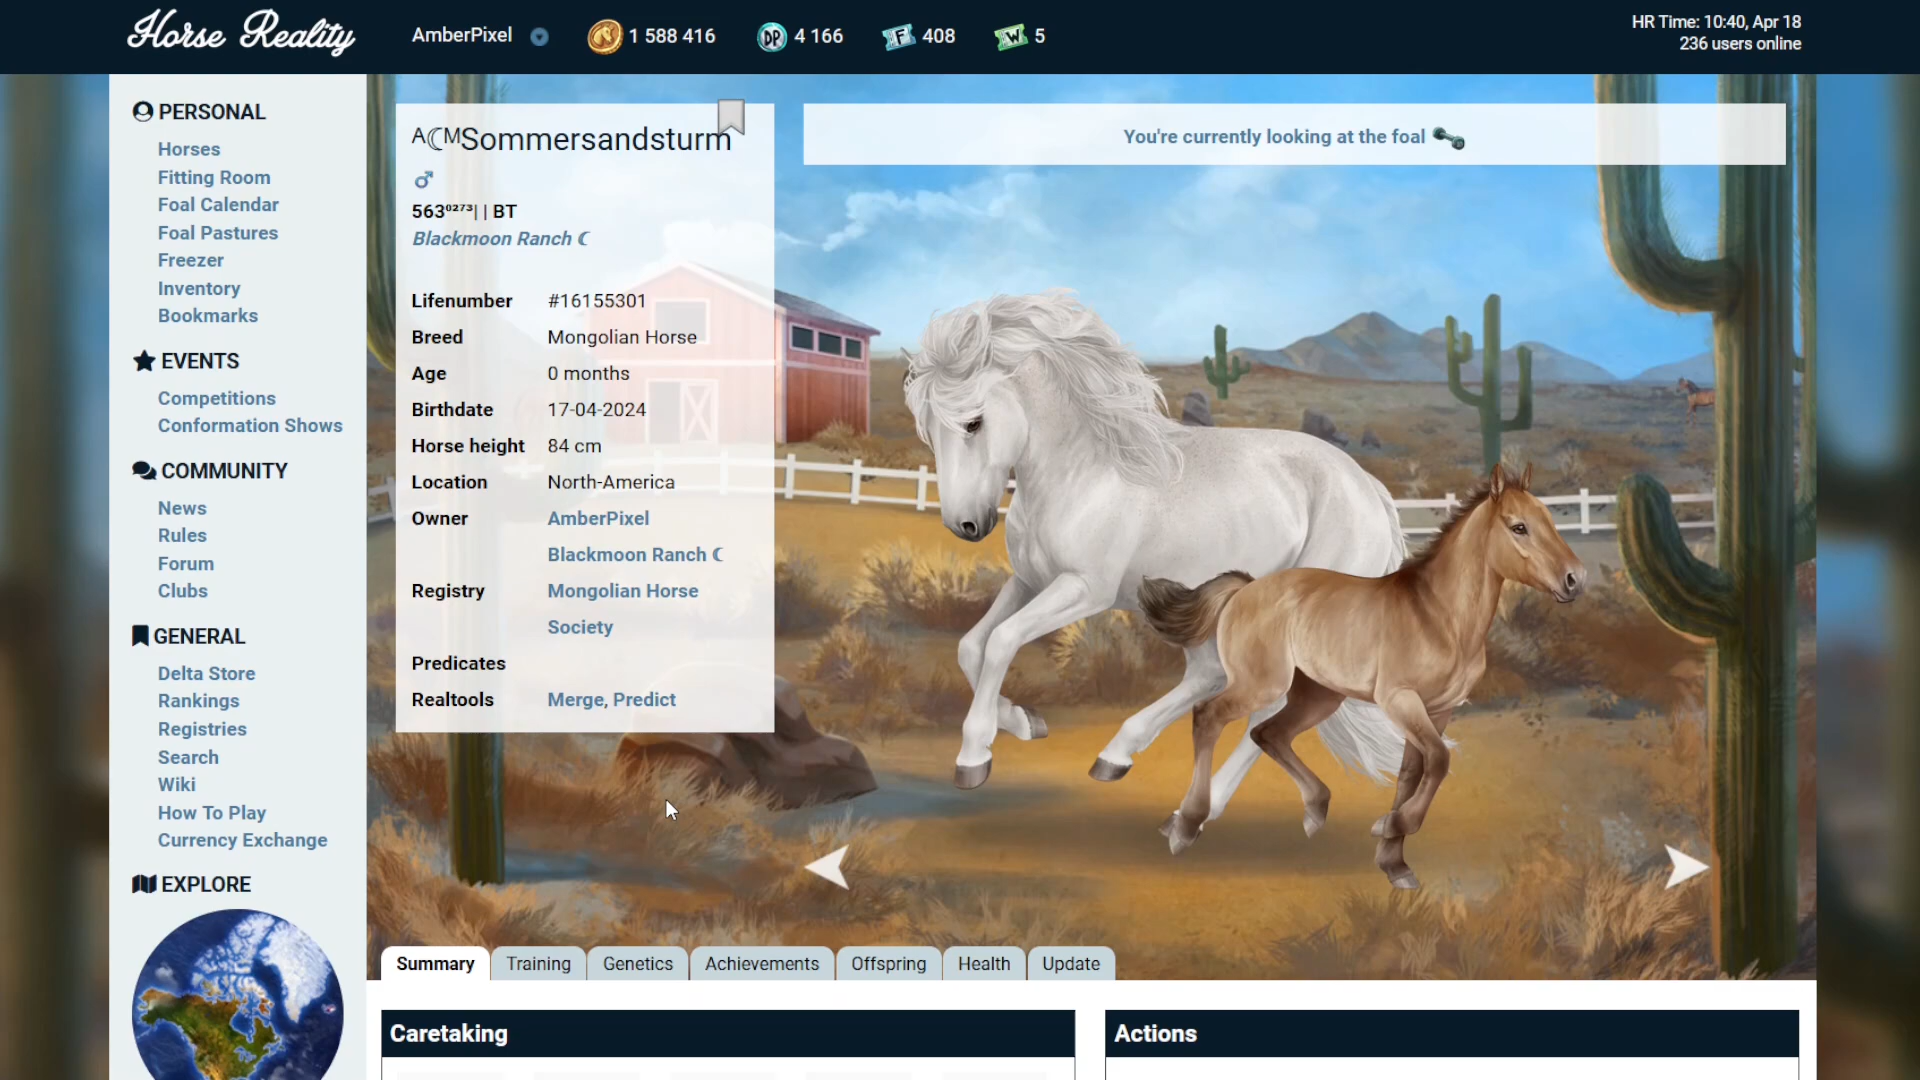 Horse Reality
AmberPixel
1 588 416
DP
4 166
F
408
W
5
HR Time: 10:40, Apr 18
236 users online
PERSONAL
Horses
Fitting Room
Foal Calendar
Foal Pastures
Freezer
Inventory
Bookmarks
EVENTS
Competitions
Conformation Shows
COMMUNITY
News
Rules
Forum
Clubs
GENERAL
Delta Store
Rankings
Registries
Search
Wiki
How To Play
Currency Exchange
EXPLORE
ᴬ☾ᴹSommersandsturm
♂
563⁰²⁷³| | BT
Blackmoon Ranch ☾
Lifenumber #16155301
Breed Mongolian Horse
Age 0 months
Birthdate 17-04-2024
Horse height 84 cm
Location North-America
Owner AmberPixel
Blackmoon Ranch ☾
Registry Mongolian Horse
Society
Predicates
Realtools Merge, Predict
You're currently looking at the foal
Summary
Training
Genetics
Achievements
Offspring
Health
Update
Caretaking
Actions